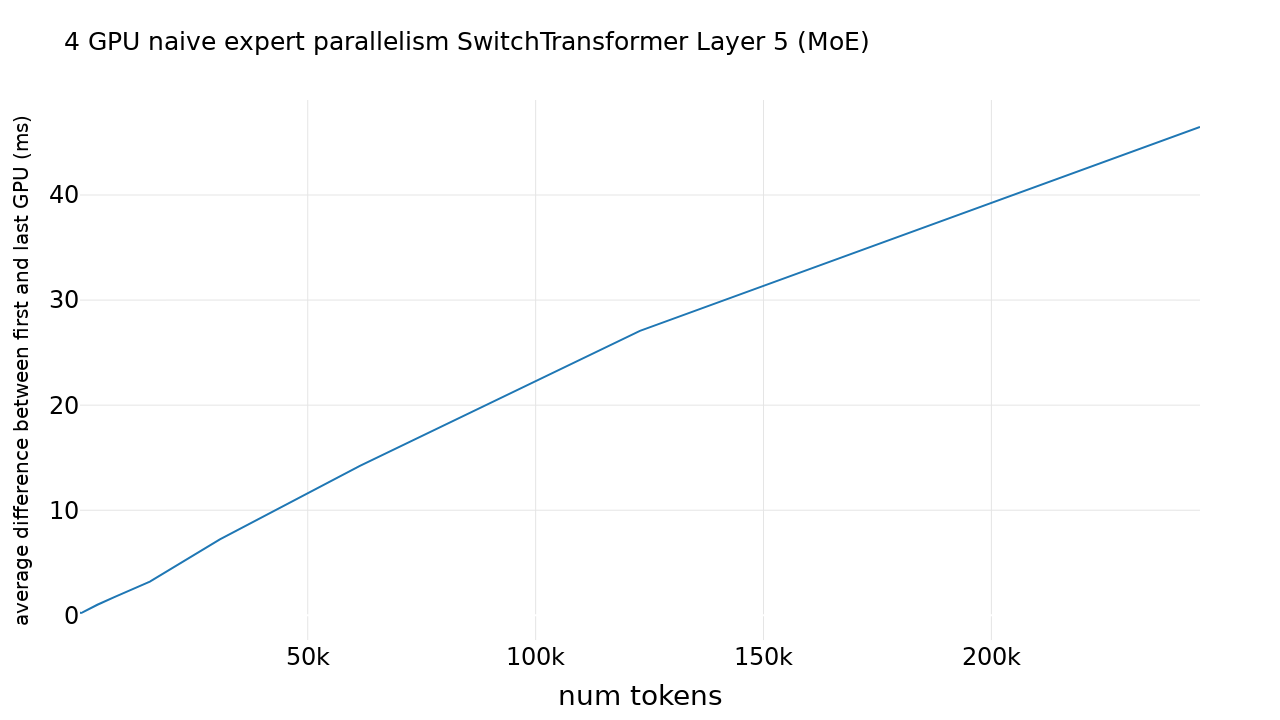 4 GPU naive expert parallelism SwitchTransformer Layer 5 (MoE)
average difference between first and last GPU (ms)
40
30
20
10
0
50k
100k
150k
200k
num tokens